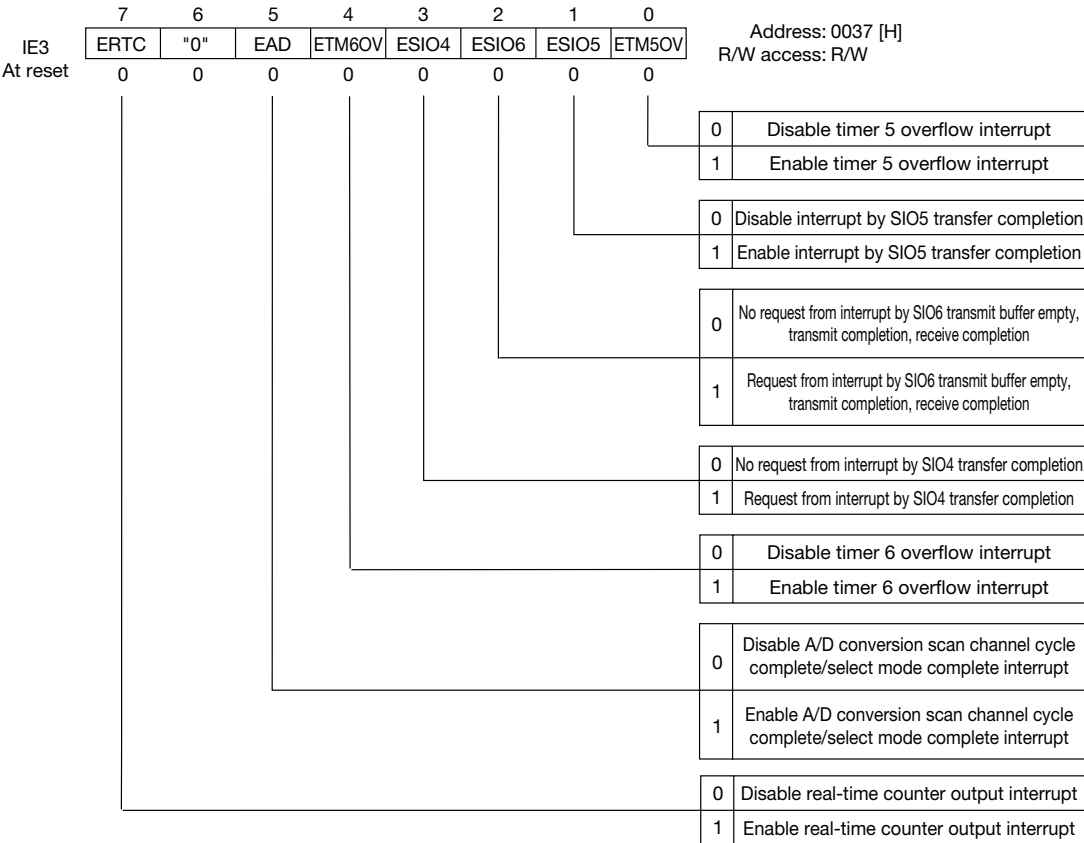 7 6 5 4 3 2 1 0
IE3 ERTC "0" EAD ETM6OV ESIO4 ESIO6 ESIO5 ETM5OV
At reset 0 0 0 0 0 0 0 0
Address: 0037 [H]
R/W access: R/W
0 Disable timer 5 overflow interrupt
1 Enable timer 5 overflow interrupt
0 Disable interrupt by SIO5 transfer completion
1 Enable interrupt by SIO5 transfer completion
0 No request from interrupt by SIO6 transmit buffer empty,
transmit completion, receive completion
1 Request from interrupt by SIO6 transmit buffer empty,
transmit completion, receive completion
0 No request from interrupt by SIO4 transfer completion
1 Request from interrupt by SIO4 transfer completion
0 Disable timer 6 overflow interrupt
1 Enable timer 6 overflow interrupt
0 Disable A/D conversion scan channel cycle
complete/select mode complete interrupt
1 Enable A/D conversion scan channel cycle
complete/select mode complete interrupt
0 Disable real-time counter output interrupt
1 Enable real-time counter output interrupt